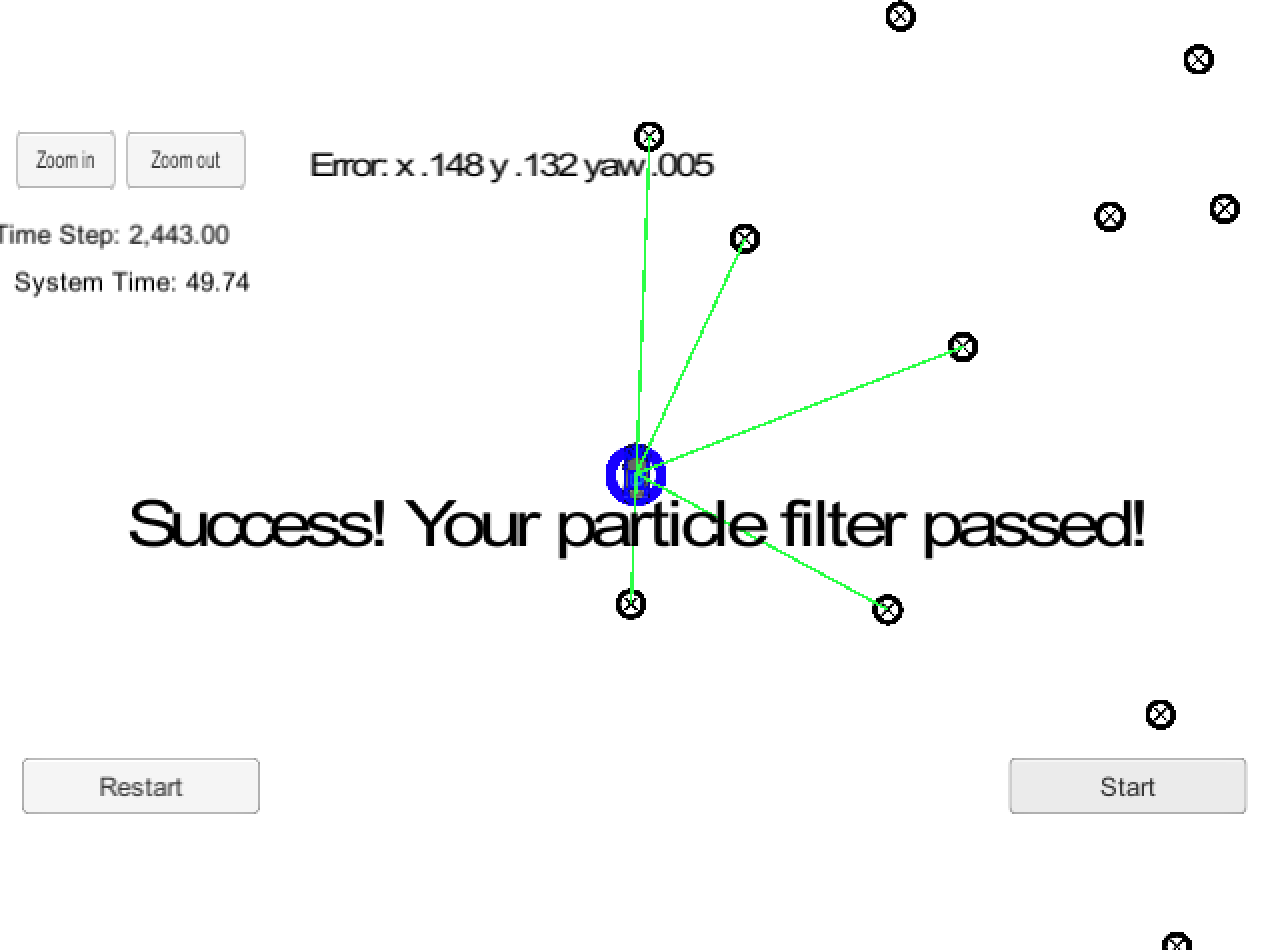 Zoom in
Zoom out
Error: x .148 y .132 yaw .005
Time Step: 2,443.00
System Time: 49.74
Success! Your particle filter passed!
Restart
Start